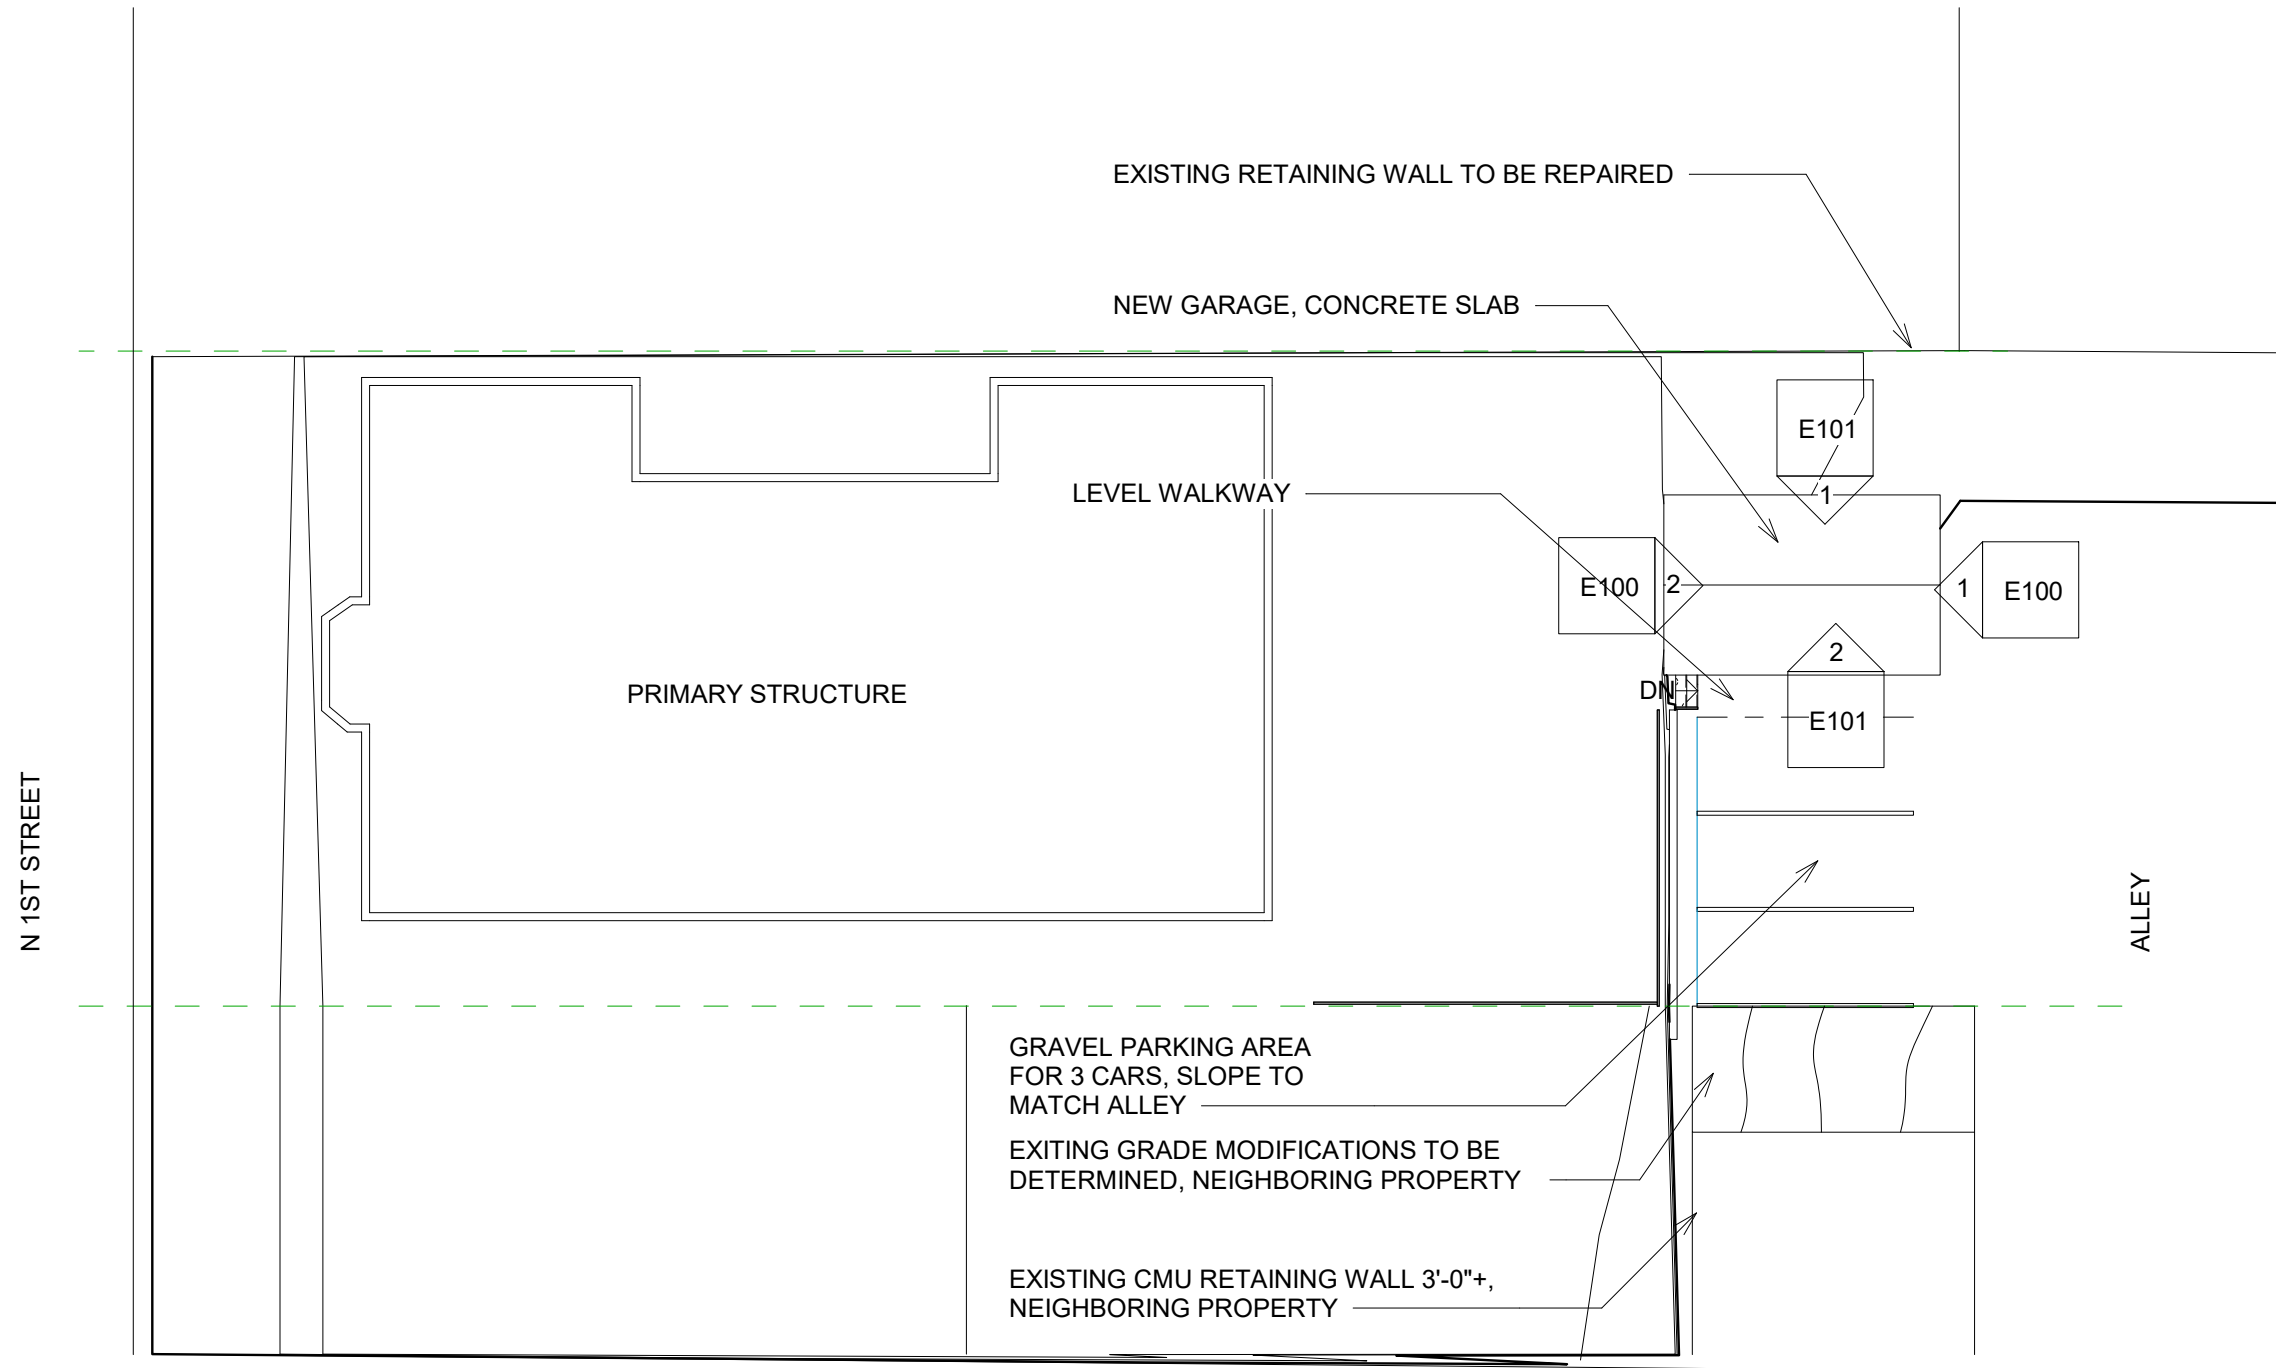 EXISTING RETAINING WALL TO BE REPAIRED
NEW GARAGE, CONCRETE SLAB
E101
1
LEVEL WALKWAY
E100
2
1
E100
2
E101
DN
PRIMARY STRUCTURE
N 1ST STREET
ALLEY
GRAVEL PARKING AREA
FOR 3 CARS, SLOPE TO
MATCH ALLEY
EXITING GRADE MODIFICATIONS TO BE
DETERMINED, NEIGHBORING PROPERTY
EXISTING CMU RETAINING WALL 3'-0"+,
NEIGHBORING PROPERTY